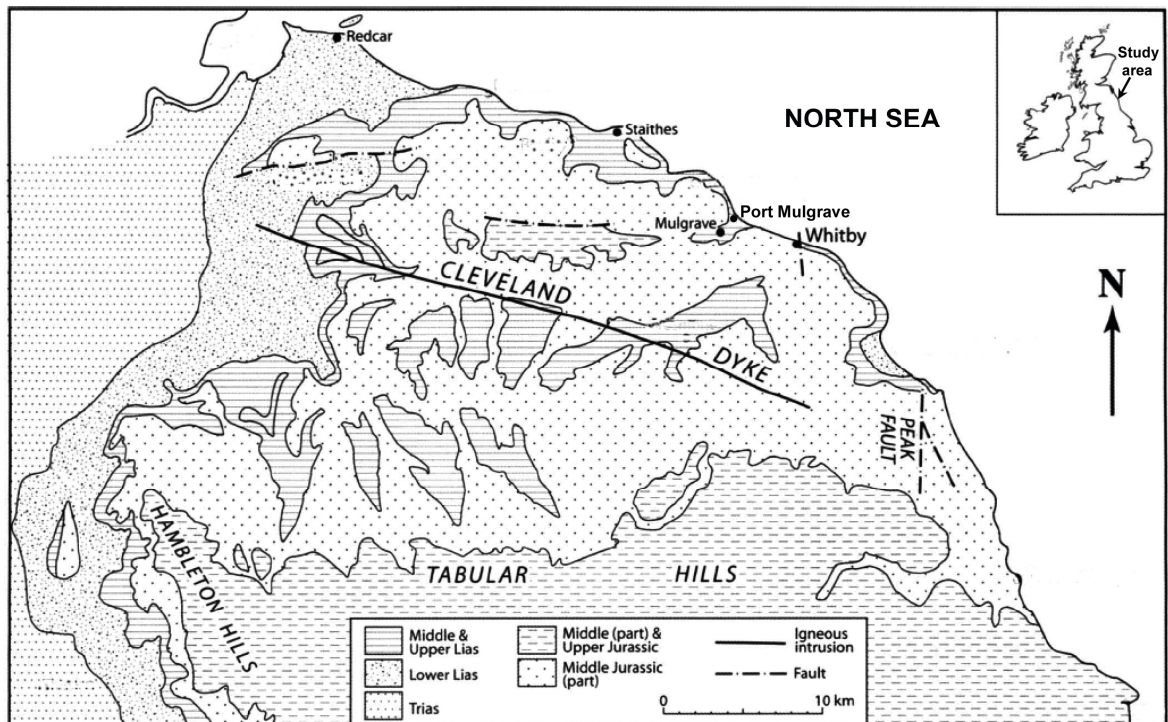 Redcar
Study
area
NORTH SEA
Staithes
Port Mulgrave
Mulgrave
Whitby
CLEVELAND
DYKE
N
PEAK
FAULT
HAMBLETON HILLS
TABULAR HILLS
Middle &
Upper Lias
Lower Lias
Trias
Middle (part) &
Upper Jurassic
Middle Jurassic
(part)
Igneous
intrusion
Fault
0 10 km